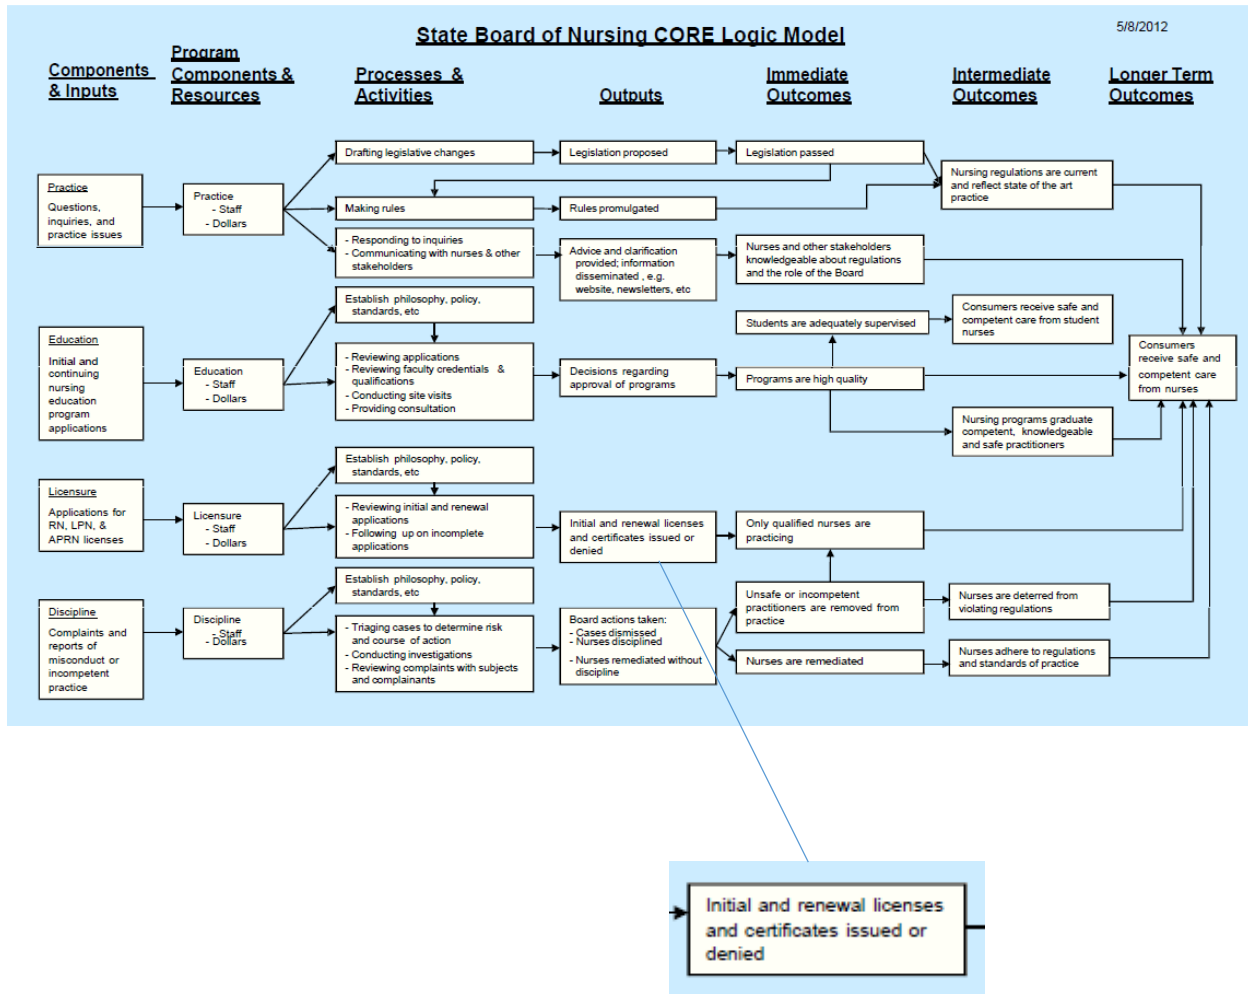 State Board of Nursing CORE Logic Model
5/8/2012
Components
& Inputs
Program
Components &
Resources
Processes &
Activities
Outputs
Immediate
Outcomes
Intermediate
Outcomes
Longer Term
Outcomes
Practice
Questions,
inquiries, and
practice issues
Practice
- Staff
- Dollars
Drafting legislative changes
Legislation proposed
Legislation passed
Making rules
Rules promulgated
Nursing regulations are current
and reflect state of the art
practice
- Responding to inquiries
- Communicating with nurses & other
stakeholders
Advice and clarification
provided; information
disseminated , e.g.
website, newsletters, etc
Nurses and other stakeholders
knowledgeable about regulations
and the role of the Board
Education
Initial and
continuing
nursing
education
program
applications
Education
- Staff
- Dollars
Establish philosophy, policy,
standards, etc
- Reviewing applications
- Reviewing faculty credentials &
qualifications
- Conducting site visits
- Providing consultation
Decisions regarding
approval of programs
Students are adequately supervised
Programs are high quality
Consumers receive safe and
competent care from student
nurses
Nursing programs graduate
competent, knowledgeable
and safe practitioners
Consumers
receive safe and
competent care
from nurses
Licensure
Applications for
RN, LPN, &
APRN licenses
Licensure
- Staff
- Dollars
Establish philosophy, policy,
standards, etc
- Reviewing initial and renewal
applications
- Following up on incomplete
applications
Initial and renewal licenses
and certificates issued or
denied
Only qualified nurses are
practicing
Discipline
Complaints and
reports of
misconduct or
incompetent
practice
Discipline
- Staff
- Dollars
Establish philosophy, policy,
standards, etc
- Triaging cases to determine risk
and course of action
- Conducting investigations
- Reviewing complaints with subjects
and complainants
Board actions taken:
- Cases dismissed
- Nurses disciplined
- Nurses remediated without
discipline
Unsafe or incompetent
practitioners are removed from
practice
Nurses are remediated
Nurses are deterred from
violating regulations
Nurses adhere to regulations
and standards of practice
Initial and renewal licenses
and certificates issued or
denied